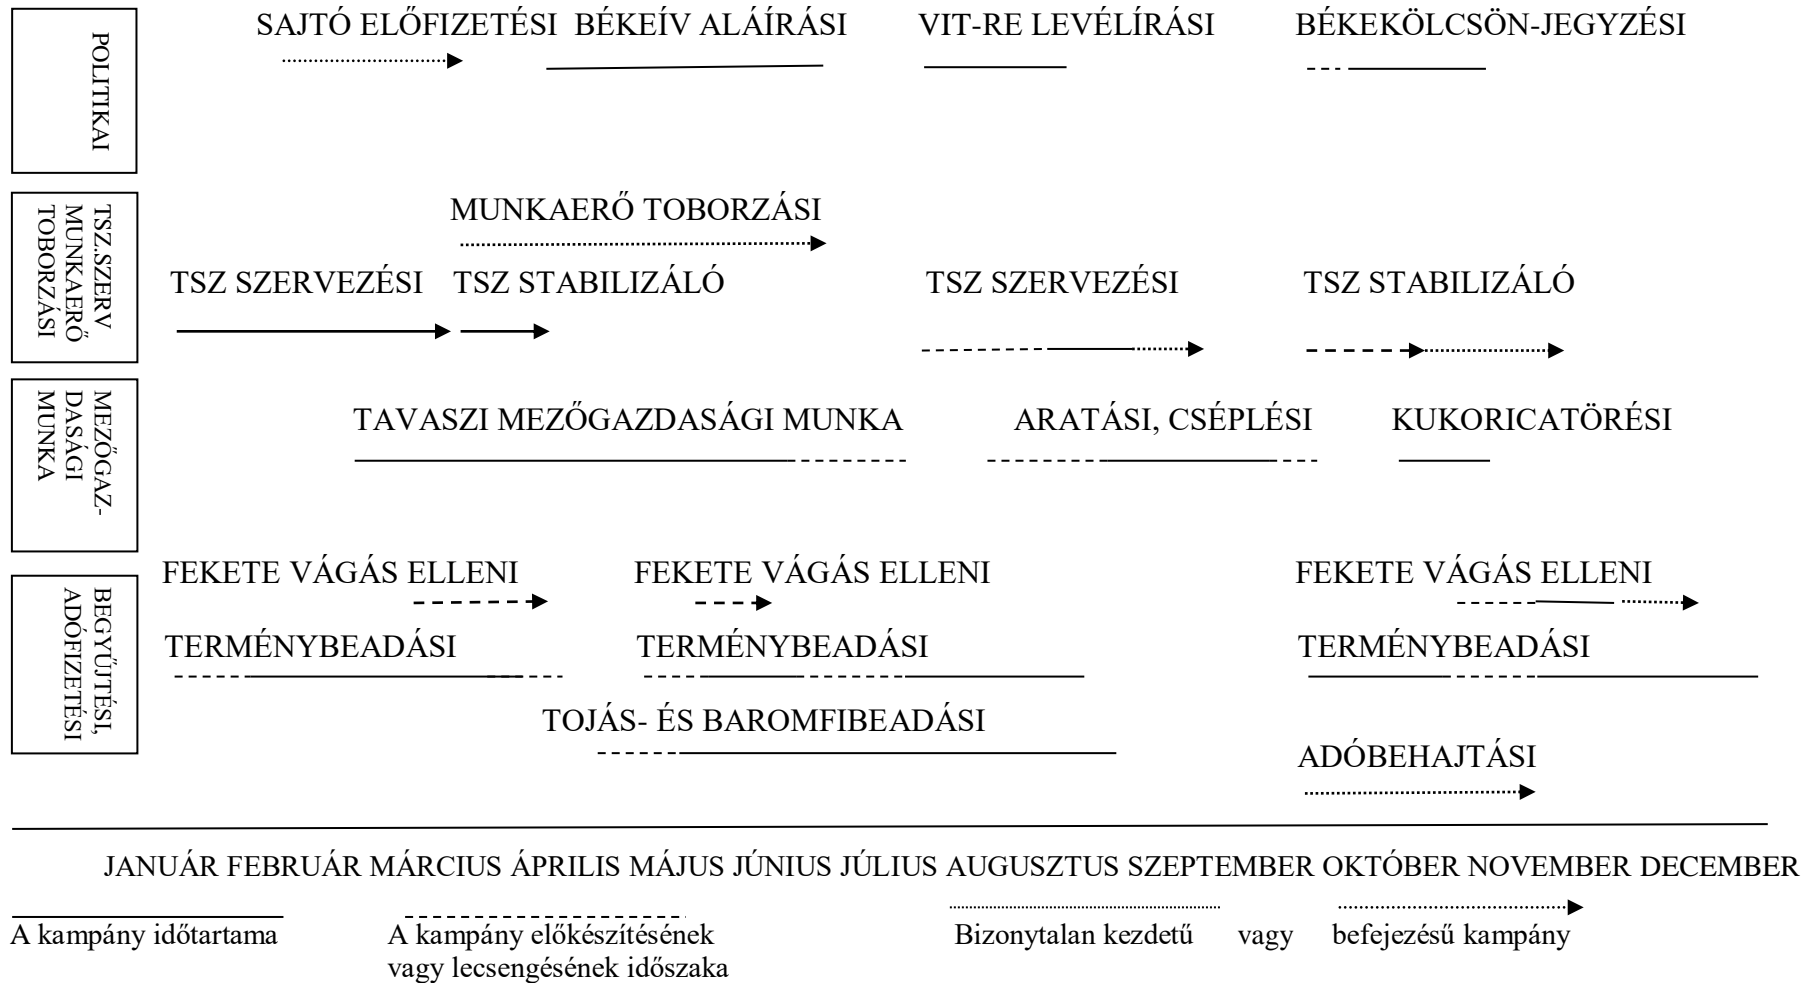 POLITIKAI
SAJTÓ ELŐFIZETÉSI BÉKEÍV ALÁÍRÁSI VIT-RE LEVÉLÍRÁSI BÉKEKÖLCSÖN-JEGYZÉSI
TSZ.SZERV
MUNKAERŐ
TOBORZÁSI
MUNKAERŐ TOBORZÁSI
TSZ SZERVEZÉSI TSZ STABILIZÁLÓ TSZ SZERVEZÉSI TSZ STABILIZÁLÓ
MEZŐGAZ-
DASÁGI
MUNKA
TAVASZI MEZŐGAZDASÁGI MUNKA ARATÁSI, CSÉPLÉSI KUKORICATÖRÉSI
BEGYŰJTÉSI,
ADÓFIZETÉSI
FEKETE VÁGÁS ELLENI FEKETE VÁGÁS ELLENI FEKETE VÁGÁS ELLENI
TERMÉNYBEADÁSI TERMÉNYBEADÁSI TERMÉNYBEADÁSI
TOJÁS- ÉS BAROMFIBEADÁSI
ADÓBEHAJTÁSI
JANUÁR FEBRUÁR MÁRCIUS ÁPRILIS MÁJUS JÚNIUS JÚLIUS AUGUSZTUS SZEPTEMBER OKTÓBER NOVEMBER DECEMBER
A kampány időtartama
A kampány előkészítésének
vagy lecsengésének időszaka
Bizonytalan kezdetű vagy befejezésű kampány